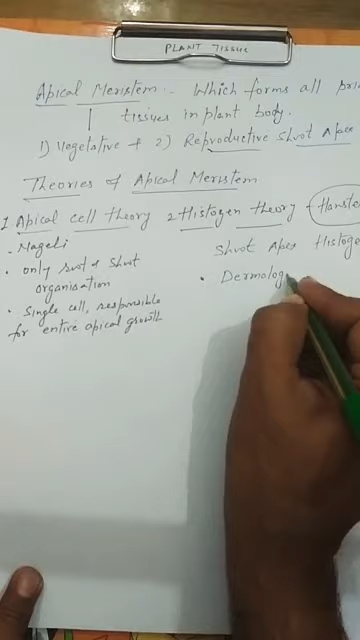 PLANT TISSUE
Apical Meristem :- Which forms all pri
tissues in plant body.
1) Vegetative & 2) Reproductive Shoot Apex
Theories of Apical Meristem
1 Apical cell theory 2 Histogen theory - Hanste
- Nageli
Shoot Apex Histoge
• only root & Shoot
organisation
• Dermolog
• Single cell, responsible
for entire apical growth